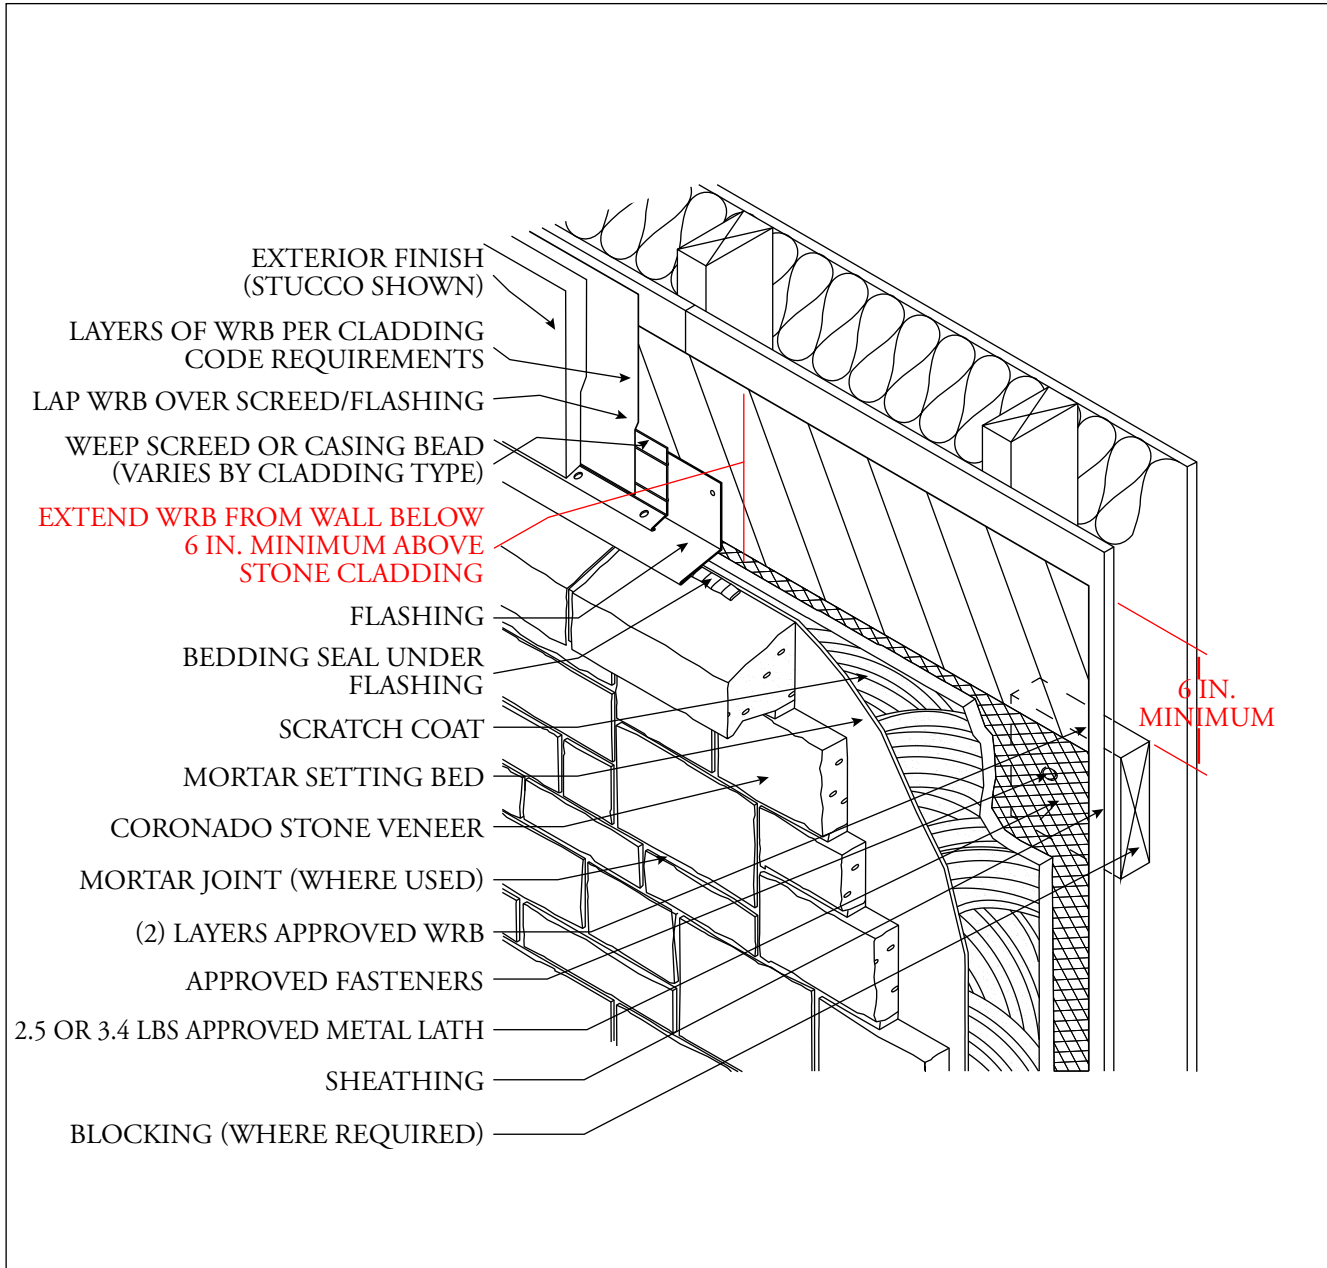 EXTERIOR FINISH
(STUCCO SHOWN)
LAYERS OF WRB PER CLADDING
CODE REQUIREMENTS
LAP WRB OVER SCREED/FLASHING
WEEP SCREED OR CASING BEAD
(VARIES BY CLADDING TYPE)
EXTEND WRB FROM WALL BELOW
6 IN. MINIMUM ABOVE
STONE CLADDING
FLASHING
BEDDING SEAL UNDER
FLASHING
SCRATCH COAT
MORTAR SETTING BED
CORONADO STONE VENEER
MORTAR JOINT (WHERE USED)
(2) LAYERS APPROVED WRB
APPROVED FASTENERS
2.5 OR 3.4 LBS APPROVED METAL LATH
SHEATHING
BLOCKING (WHERE REQUIRED)
6 IN.
MINIMUM